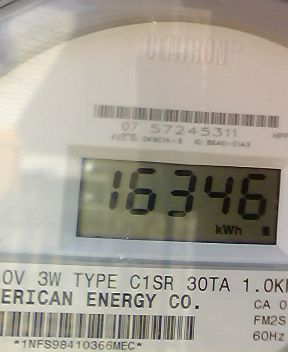 CENTRON®
07 57245311
16346
kWh
0V 3W TYPE C1SR 30TA 1.0K
ERICAN ENERGY CO.
CA 0
FM2S
60Hz
*1NFS98410366MEC*